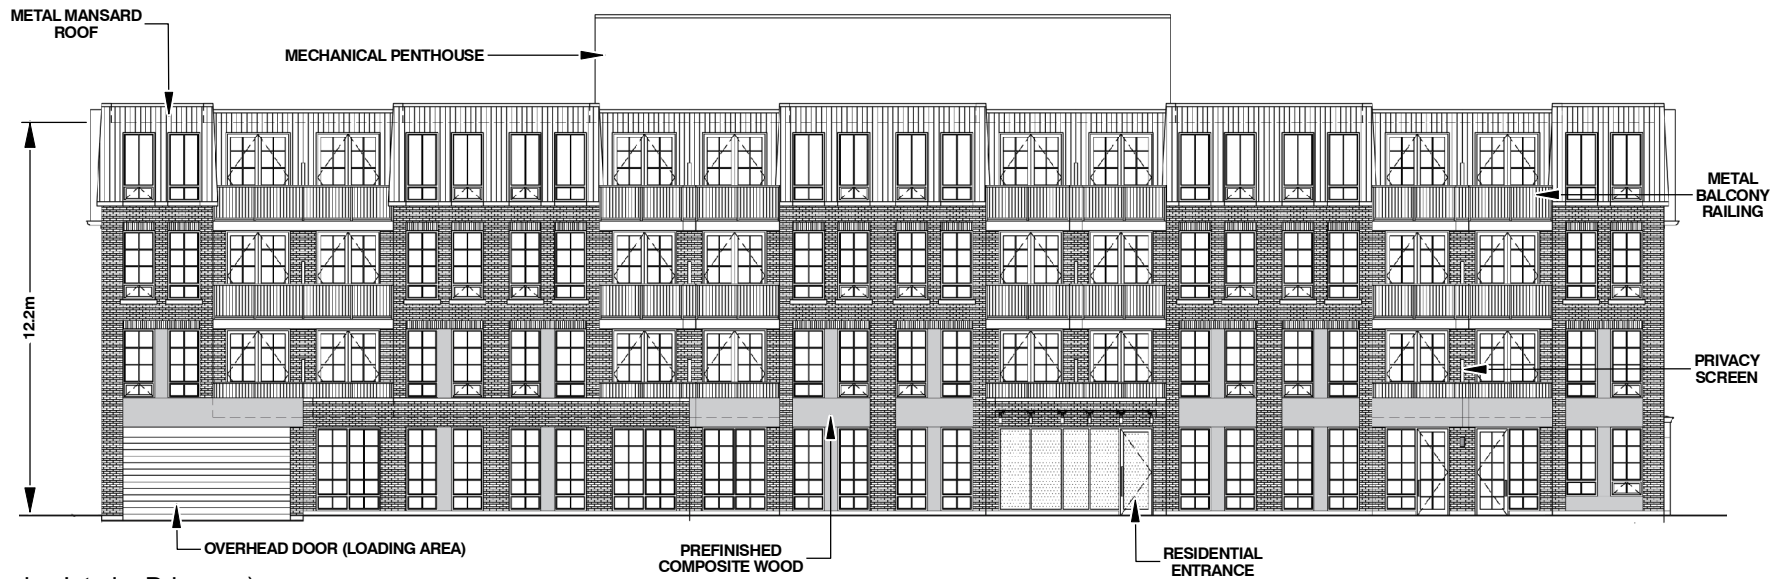 METAL MANSARD
ROOF
MECHANICAL PENTHOUSE
METAL
BALCONY
RAILING
12.2m
PRIVACY
SCREEN
OVERHEAD DOOR (LOADING AREA)
PREFINISHED
COMPOSITE WOOD
RESIDENTIAL
ENTRANCE